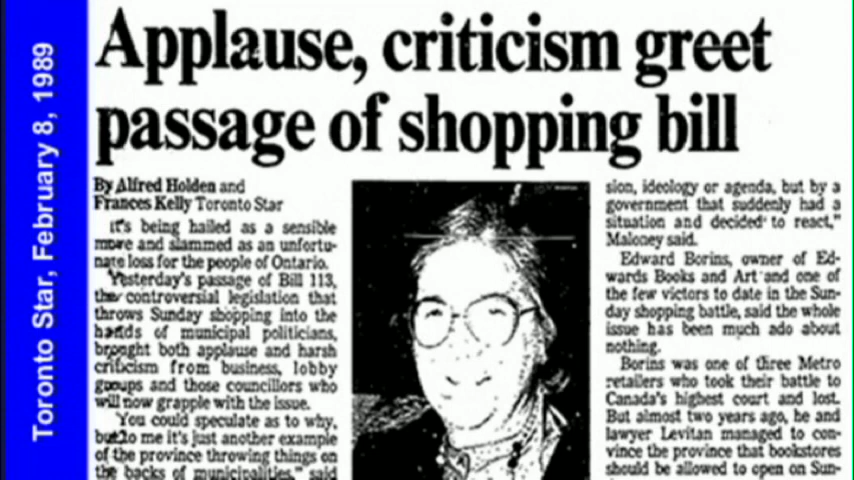 Toronto Star, February 8, 1989
Applause, criticism greet
passage of shopping bill
By Alfred Holden and
Frances Kelly Toronto Star
It's being hailed as a sensible
move and slammed as an unfortu-
nate loss for the people of Ontario.
Yesterday's passage of Bill 113,
the controversial legislation that
throws Sunday shopping into the
hands of municipal politicians,
brought both applause and harsh
criticism from business, lobby
groups and those councillors who
will now grapple with the issue.
"You could speculate as to why,
but to me it's just another example
of the province throwing things on
the backs of municipalities," said
sion, ideology or agenda, but by a
government that suddenly had a
situation and decided to react,"
Maloney said.
Edward Borins, owner of Ed-
wards Books and Art and one of
the few victors to date in the Sun-
day shopping battle, said the whole
issue has been much ado about
nothing.
Borins was one of three Metro
retailers who took their battle to
Canada's highest court and lost.
But almost two years ago, he and
lawyer Levitan managed to con-
vince the province that bookstores
should be allowed to open on Sun-